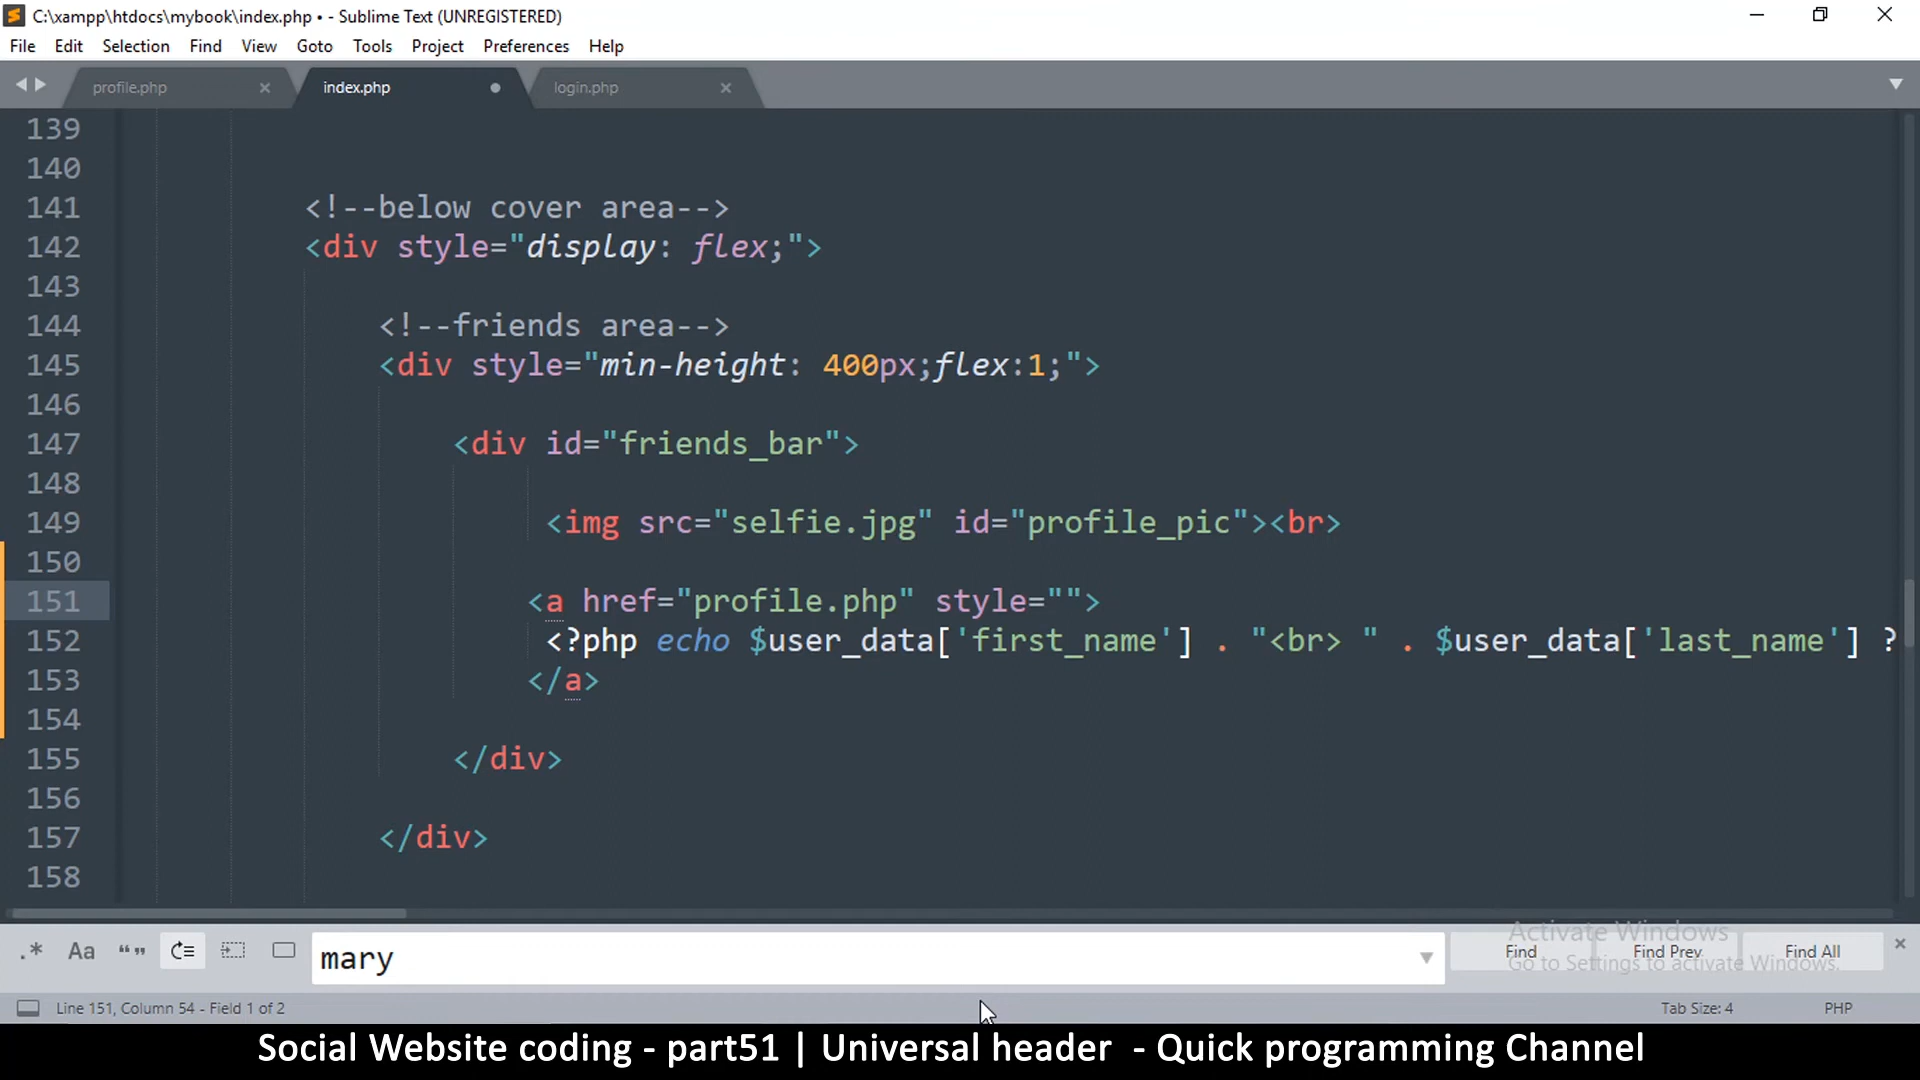 C:\xampp\htdocs\mybook\index.php • - Sublime Text (UNREGISTERED)
File Edit Selection Find View Goto Tools Project Preferences Help
profile.php index.php login.php
139
140
141 <!--below cover area-->
142 <div style="display: flex;">
143
144 <!--friends area-->
145 <div style="min-height: 400px;flex:1;">
146
147 <div id="friends_bar">
148
149 <img src="selfie.jpg" id="profile_pic"><br>
150
151 <a href="profile.php" style="">
152 <?php echo $user_data['first_name'] . "<br> " . $user_data['last_name'] ?
153 </a>
154
155 </div>
156
157 </div>
158
.* Aa “” mary Find Find Prev Find All
Activate Windows
Go to Settings to activate Windows.
Line 151, Column 54 - Field 1 of 2 Tab Size: 4 PHP
Social Website coding - part51 | Universal header - Quick programming Channel